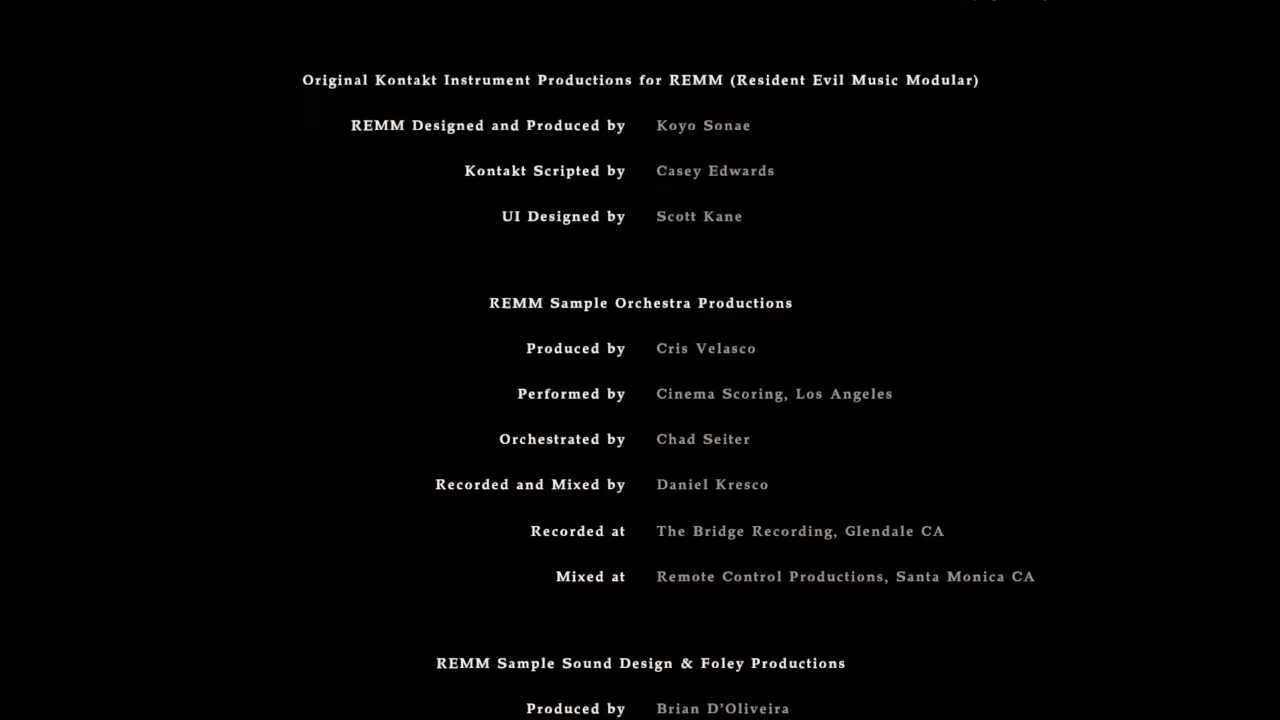 Original Kontakt Instrument Productions for REMM (Resident Evil Music Modular)
REMM Designed and Produced by Koyo Sonae
Kontakt Scripted by Casey Edwards
UI Designed by Scott Kane
REMM Sample Orchestra Productions
Produced by Cris Velasco
Performed by Cinema Scoring, Los Angeles
Orchestrated by Chad Seiter
Recorded and Mixed by Daniel Kresco
Recorded at The Bridge Recording, Glendale CA
Mixed at Remote Control Productions, Santa Monica CA
REMM Sample Sound Design & Foley Productions
Produced by Brian D’Oliveira